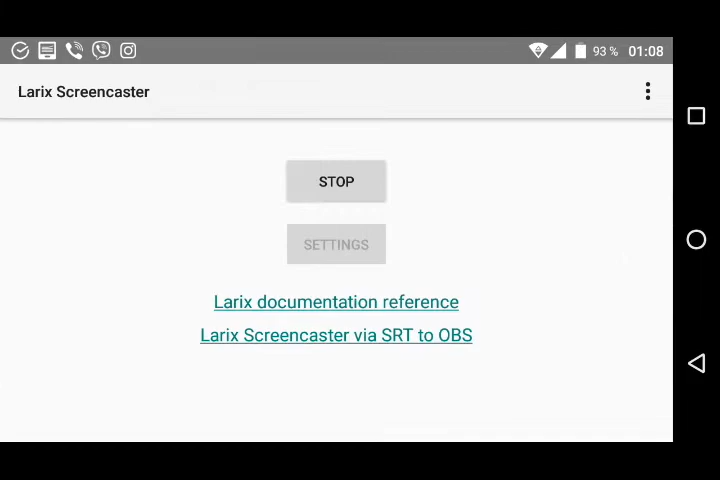 93 % 01:08
Larix Screencaster
STOP
SETTINGS
Larix documentation reference
Larix Screencaster via SRT to OBS